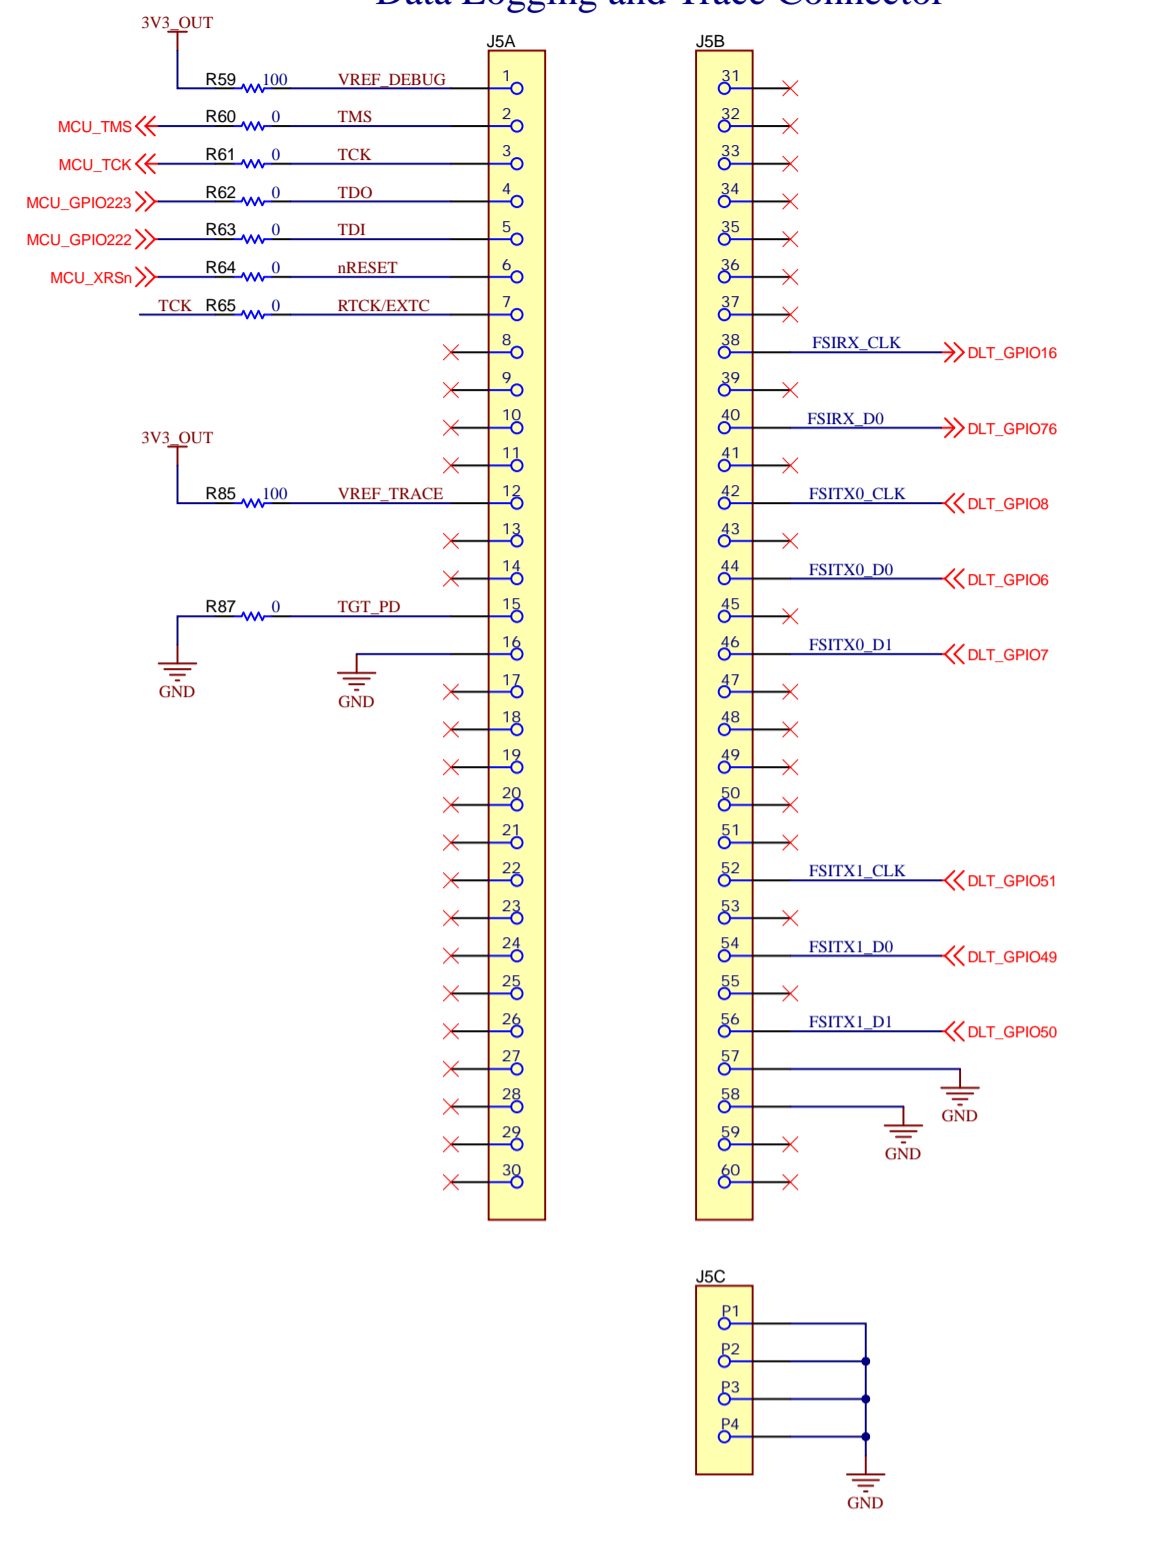 Data Logging and Trace Connector
3V3_OUT
J5A
J5B
R59 100 VREF_DEBUG 1
31
MCU_TMS R60 0 TMS 2
32
MCU_TCK R61 0 TCK 3
33
MCU_GPIO223 R62 0 TDO 4
34
MCU_GPIO222 R63 0 TDI 5
35
MCU_XRSn R64 0 nRESET 6
36
TCK R65 0 RTCK/EXTC 7
37
8
38 FSIRX_CLK DLT_GPIO16
9
39
10
40 FSIRX_D0 DLT_GPIO76
3V3_OUT
11
41
R85 100 VREF_TRACE 12
42 FSITX0_CLK DLT_GPIO8
13
43
14
44 FSITX0_D0 DLT_GPIO6
R87 0 TGT_PD 15
45
16
46 FSITX0_D1 DLT_GPIO7
GND
GND
17
47
18
48
19
49
20
50
21
51
22
52 FSITX1_CLK DLT_GPIO51
23
53
24
54 FSITX1_D0 DLT_GPIO49
25
55
26
56 FSITX1_D1 DLT_GPIO50
27
57
GND
28
58
GND
29
59
30
60
J5C
P1
P2
P3
P4
GND